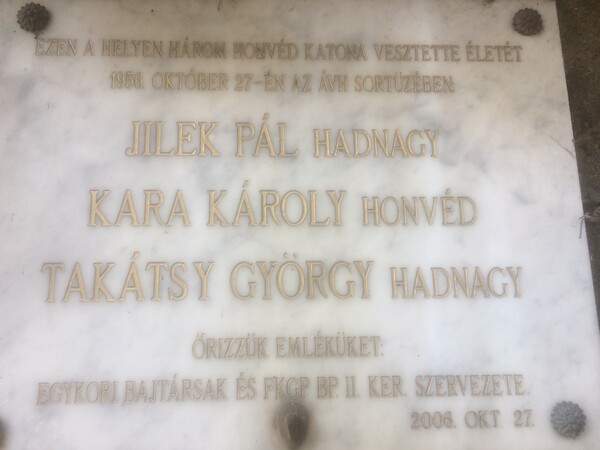 EZEN A HELYEN HÁROM HONVÉD KATONA VESZTETTE ÉLETÉT
1956. OKTÓBER 27-ÉN AZ ÁVH SORTÜZÉBEN:
JILEK PÁL HADNAGY
KARA KÁROLY HONVÉD
TAKÁTSY GYÖRGY HADNAGY
ŐRIZZÜK EMLÉKÜKET:
EGYKORI BAJTÁRSAK ÉS FKGP BP. II. KER. SZERVEZETE.
2006. OKT. 27.